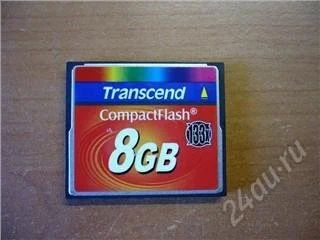 Transcend
CompactFlash®
133x
8GB
24au.ru